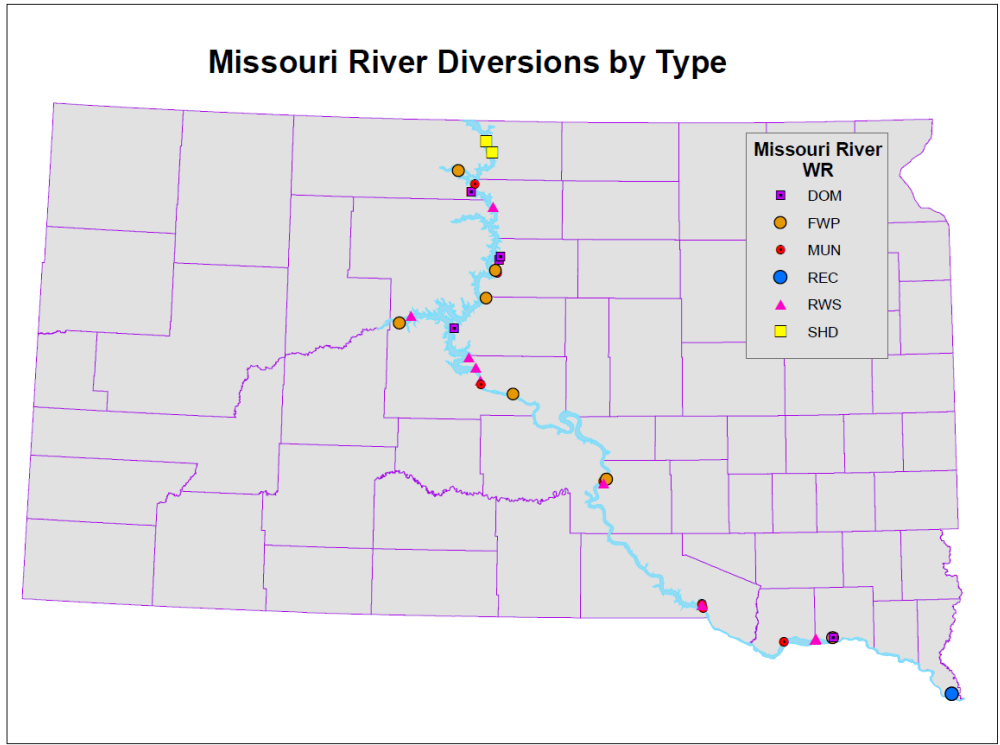 Missouri River Diversions by Type
Missouri River
WR
DOM
FWP
MUN
REC
RWS
SHD